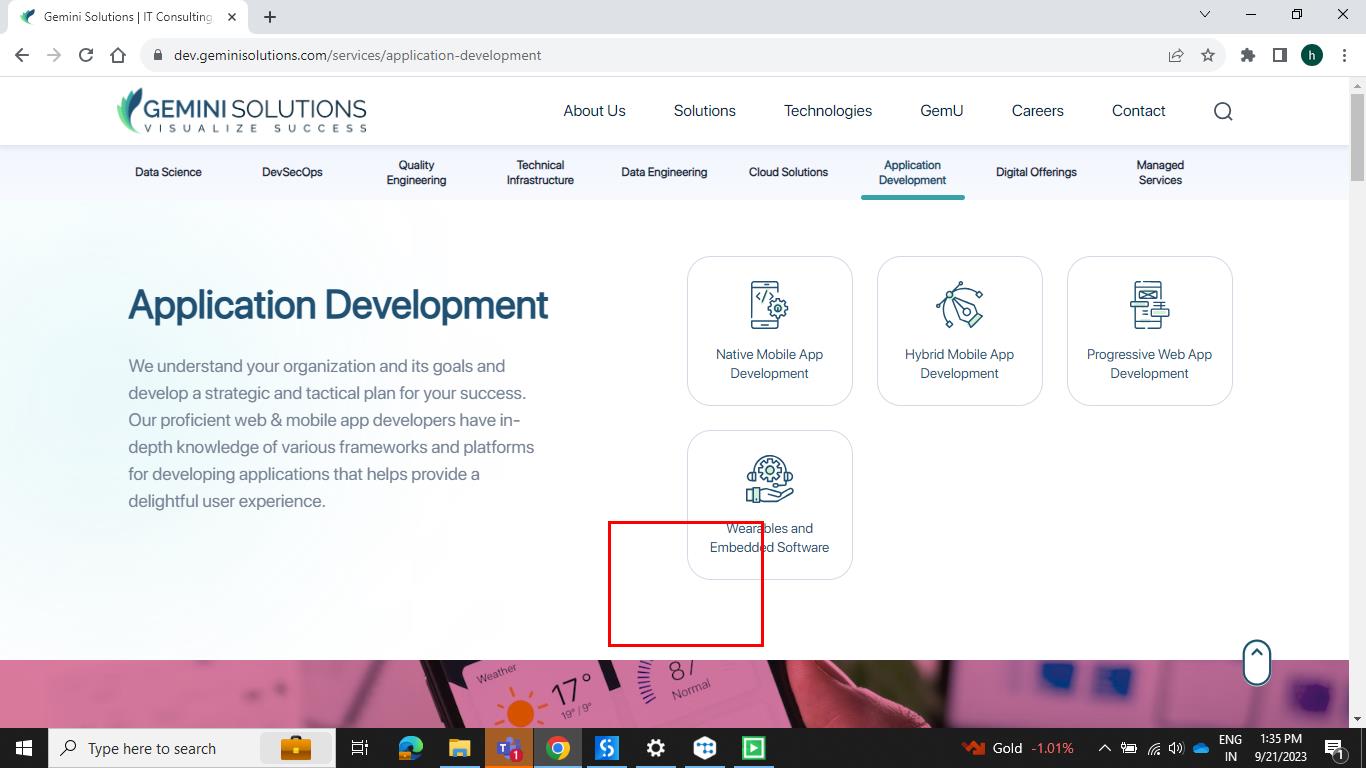 Gemini Solutions | IT Consulting
dev.geminisolutions.com/services/application-development
h
GEMINI SOLUTIONS
VISUALIZE SUCCESS
About Us
Solutions
Technologies
GemU
Careers
Contact
Data Science
DevSecOps
Quality
Engineering
Technical
Infrastructure
Data Engineering
Cloud Solutions
Application
Development
Digital Offerings
Managed
Services
Application Development
We understand your organization and its goals and
develop a strategic and tactical plan for your success.
Our proficient web & mobile app developers have in-
depth knowledge of various frameworks and platforms
for developing applications that helps provide a
delightful user experience.
Native Mobile App
Development
Hybrid Mobile App
Development
Progressive Web App
Development
Wearables and
Embedded Software
Weather
17°
19° / 9°
87
Normal
Type here to search
1
Gold -1.01%
ENG
IN
1:35 PM
9/21/2023
1